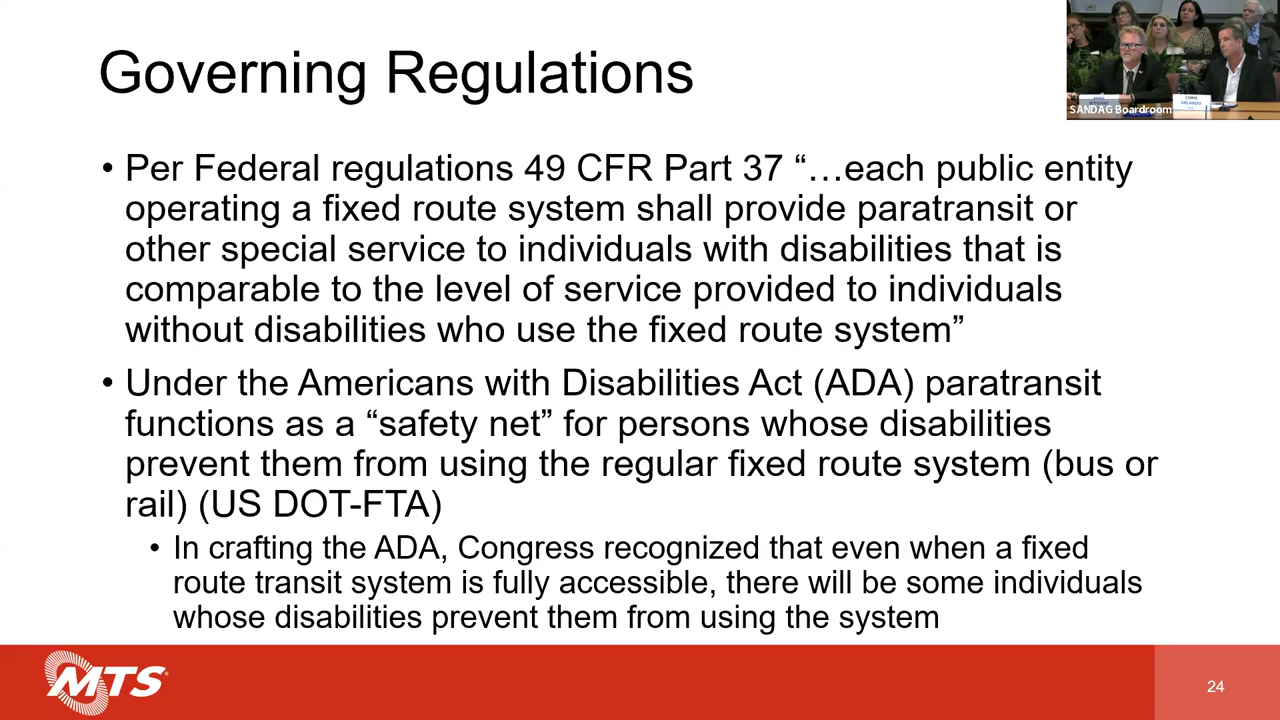 Governing Regulations
• Per Federal regulations 49 CFR Part 37 “…each public entity
operating a fixed route system shall provide paratransit or
other special service to individuals with disabilities that is
comparable to the level of service provided to individuals
without disabilities who use the fixed route system”
• Under the Americans with Disabilities Act (ADA) paratransit
functions as a “safety net” for persons whose disabilities
prevent them from using the regular fixed route system (bus or
rail) (US DOT-FTA)
• In crafting the ADA, Congress recognized that even when a fixed
route transit system is fully accessible, there will be some individuals
whose disabilities prevent them from using the system
CHRIS
ORLANDO
SANDAG Boardroom
MTS
24